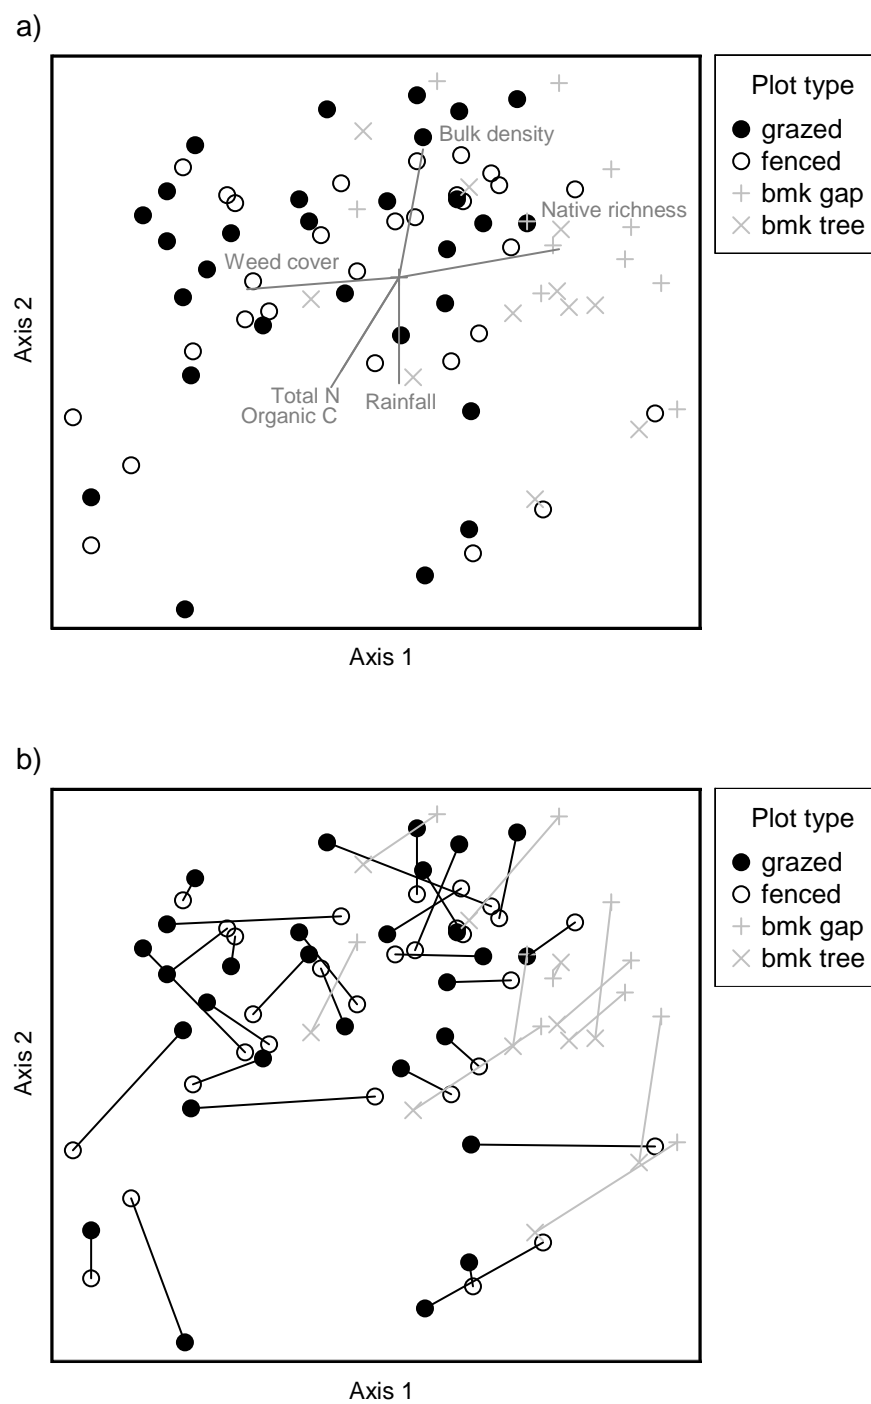 a)
Plot type
grazed
fenced
bmk gap
bmk tree
Bulk density
Native richness
Weed cover
Total N
Organic C
Rainfall
Axis 2
Axis 1
b)
Plot type
grazed
fenced
bmk gap
bmk tree
Axis 2
Axis 1